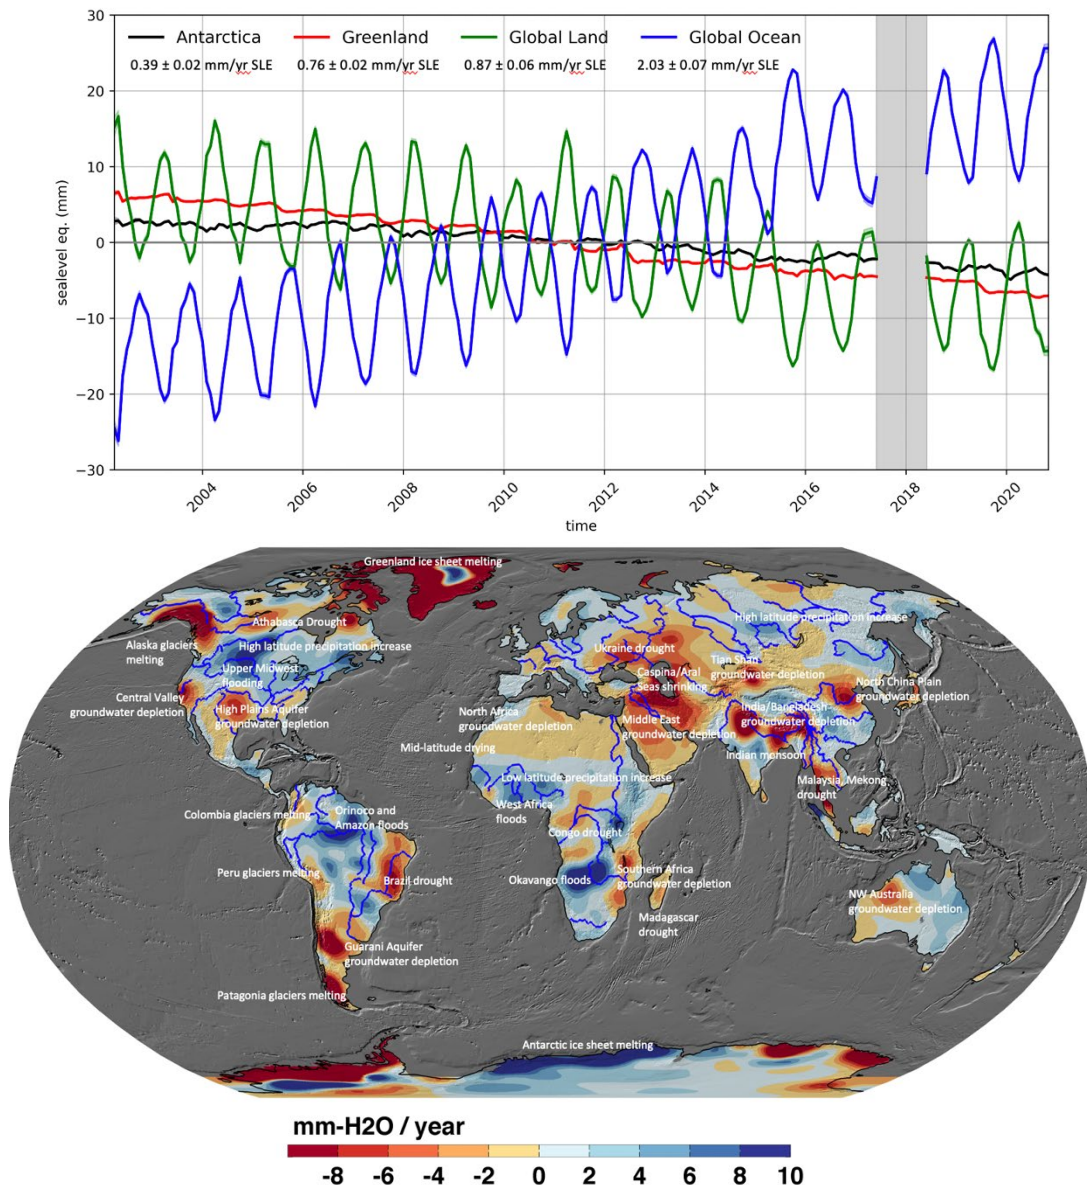 30
20
10
0
−10
−20
−30
sealevel eq. (mm)
Antarctica
Greenland
Global Land
Global Ocean
0.39 ± 0.02 mm/yr SLE
0.76 ± 0.02 mm/yr SLE
0.87 ± 0.06 mm/yr SLE
2.03 ± 0.07 mm/yr SLE
2004
2006
2008
2010
2012
2014
2016
2018
2020
time
Greenland ice sheet melting
Athabasca Drought
Alaska glaciers
melting
High latitude precipitation increase
Upper Midwest
flooding
Central Valley
groundwater depletion
High Plains Aquifer
groundwater depletion
High latitude precipitation increase
Ukraine drought
Caspina/Aral
Seas shrinking
Tian Shan
groundwater depletion
North China Plain
groundwater depletion
North Africa
groundwater depletion
Middle East
groundwater depletion
India/Bangladesh
groundwater depletion
Mid-latitude drying
Indian monsoon
Low latitude precipitation increase
Malaysia, Mekong
drought
West Africa
floods
Colombia glaciers melting
Orinoco and
Amazon floods
Congo drought
Peru glaciers melting
Brazil drought
Okavango floods
Southern Africa
groundwater depletion
NW Australia
groundwater depletion
Madagascar
drought
Guarani Aquifer
groundwater depletion
Patagonia glaciers melting
Antarctic ice sheet melting
mm-H2O / year
-8
-6
-4
-2
0
2
4
6
8
10